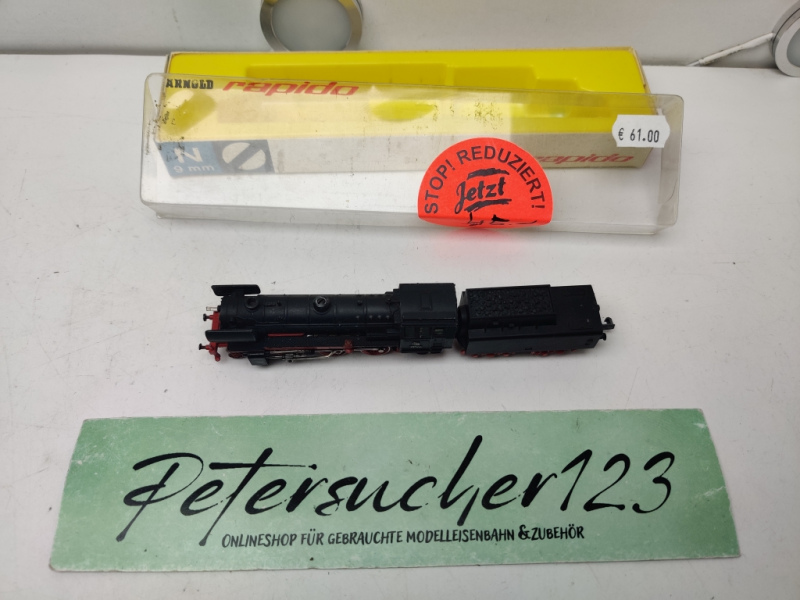 ARNOLD rapido
€ 61.00
N
9 mm
rapido
STOP! REDUZIERT!
Jetzt
Petersucher123
ONLINESHOP FÜR GEBRAUCHTE MODELLEISENBAHN & ZUBEHÖR